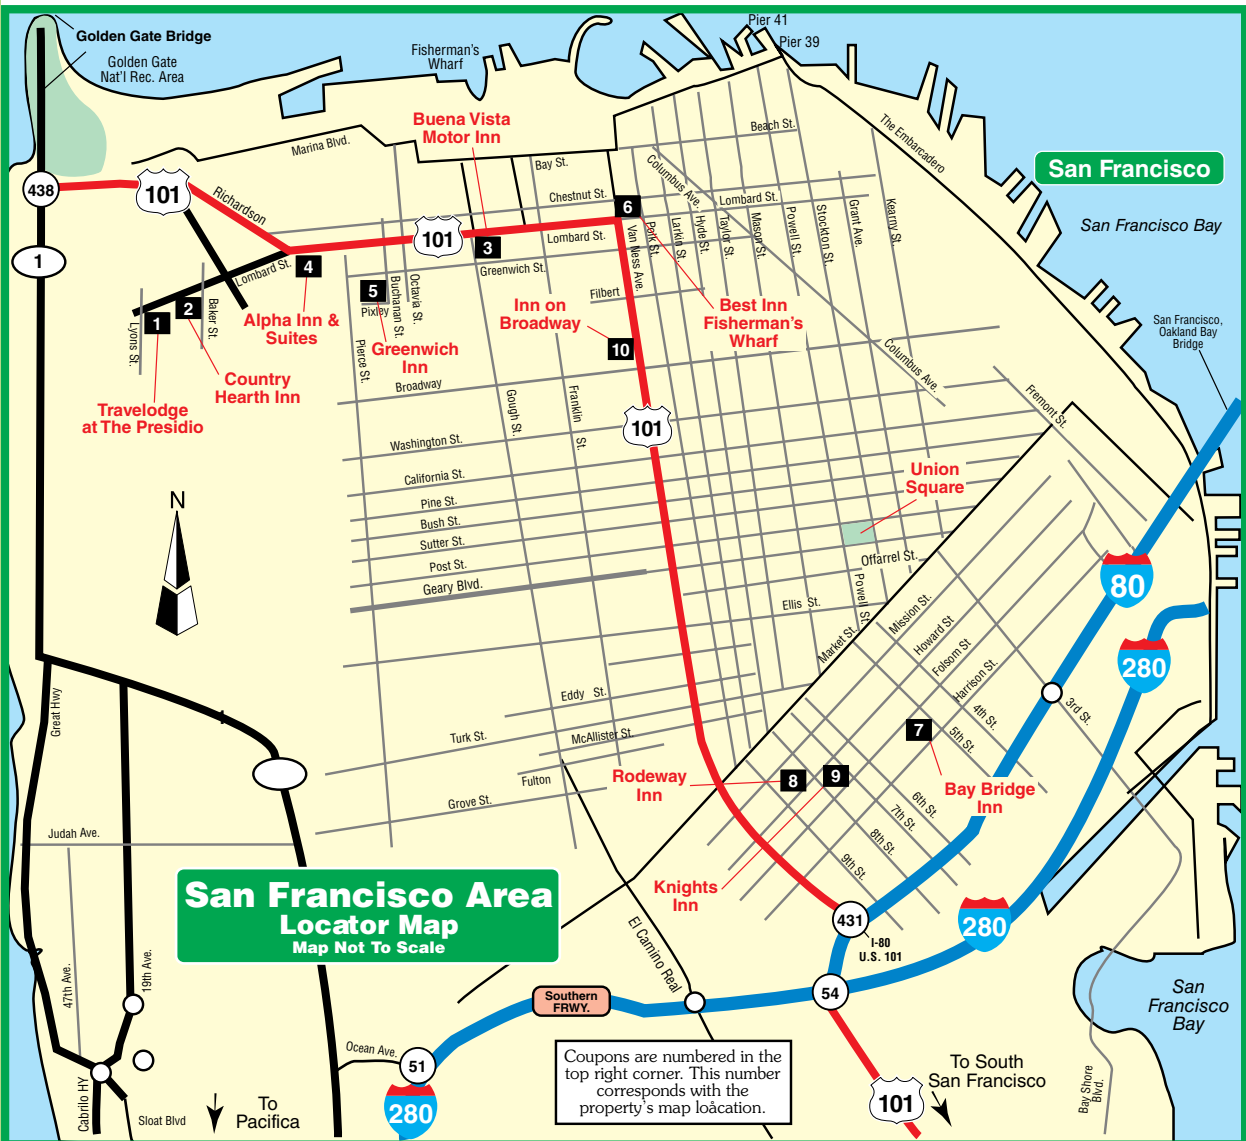 Pier 41
Pier 39
Golden Gate Bridge
Golden Gate
Nat'l Rec. Area
Fisherman's
Wharf
Buena Vista
Motor Inn
Marina Blvd.
Beach St.
The Embarcadero
San Francisco
San Francisco Bay
438
101
Richardson
Bay St.
Chestnut St.
Columbus Ave.
Lombard St.
6
101
3
Lombard St.
Van Ness Ave.
Polk St.
Larkin St.
Hyde St.
Taylor St.
Mason St.
Powell St.
Stockton St.
Grant Ave.
Kearny St.
1
Lombard St.
4
Greenwich St.
5
Pixley
Buchanan St.
Octavia St.
Filbert
1
2
Lyons St.
Baker St.
Alpha Inn &
Suites
Inn on
Broadway
10
Best Inn
Fisherman's
Wharf
San Francisco,
Oakland Bay
Bridge
Greenwich
Inn
Pierce St.
Country
Hearth Inn
Travelodge
at The Presidio
Broadway
Gough St.
Franklin
St.
Columbus Ave.
Fremont St.
101
Washington St.
California St.
Pine St.
Bush St.
Sutter St.
Post St.
Geary Blvd.
Union
Square
Offarrel St.
Powell St.
Ellis St.
N
80
280
Market St.
Mission St.
Howard St
Folsom St
Harrison St.
3rd St.
4th St.
5th St.
6th St.
7th St.
8th St.
9th St.
Great Hwy
Eddy St.
Turk St.
McAllister St.
Fulton
Grove St.
7
8
9
Rodeway
Inn
Bay Bridge
Inn
Knights
Inn
Judah Ave.
San Francisco Area
Locator Map
Map Not To Scale
El Camino Real
431
I-80
U.S. 101
280
54
47th Ave.
19th Ave.
Southern
FRWY.
Ocean Ave.
51
280
Cabrilo HY
Sloat Blvd
To
Pacifica
Coupons are numbered in the
top right corner. This number
corresponds with the
property's map loåcation.
To South
San Francisco
101
Bay Shore
Blvd.
San
Francisco
Bay